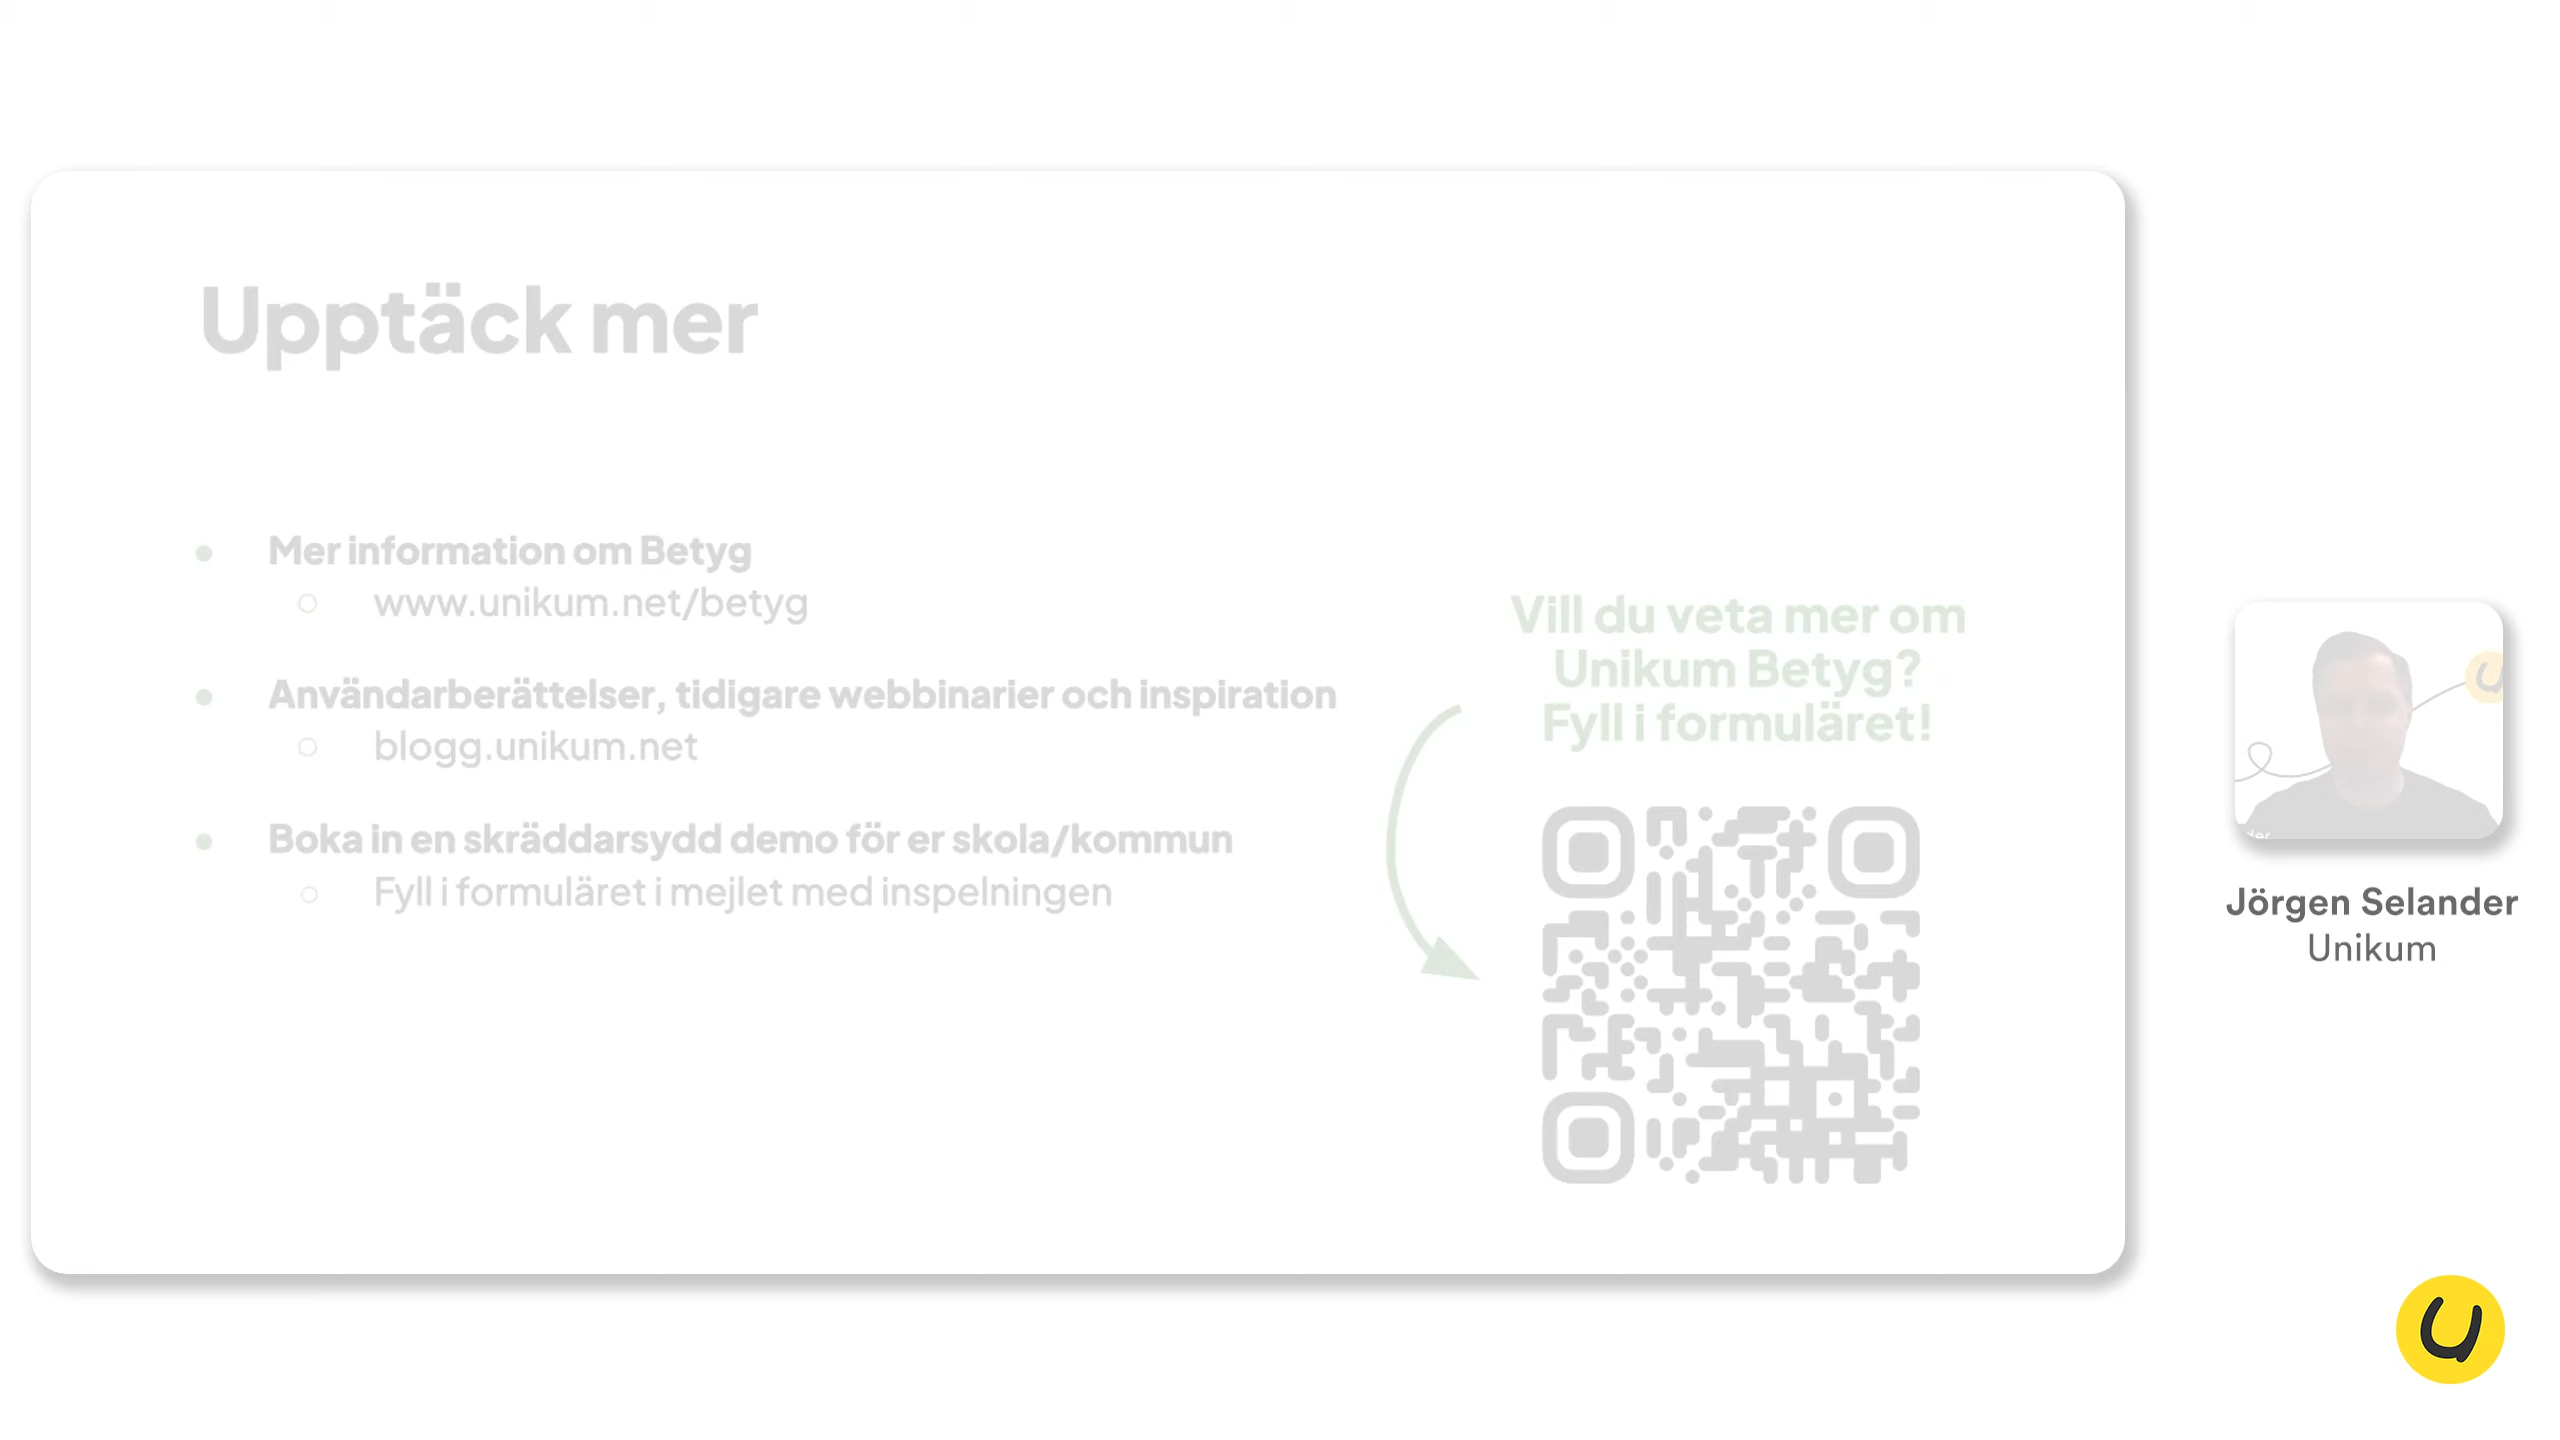 Upptäck mer
Mer information om Betyg
www.unikum.net/betyg
Användarberättelser, tidigare webbinarier och inspiration
blogg.unikum.net
Boka in en skräddarsydd demo för er skola/kommun
Fyll i formuläret i mejlet med inspelningen
Vill du veta mer om
Unikum Betyg?
Fyll i formuläret!
der
Jörgen Selander
Unikum
U